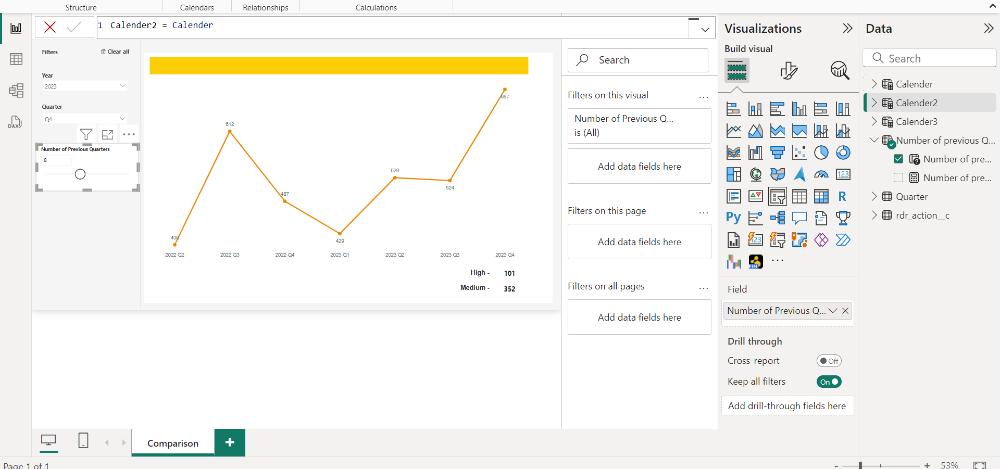 Structure
Calendars
Relationships
Calculations
1 Calender2 = Calender
Filters
Clear all
Year
2023
Quarter
Q4
Number of Previous Quarters
8
687
612
529
524
487
429
409
2022 Q2
2022 Q3
2022 Q4
2023 Q1
2023 Q2
2023 Q3
2023 Q4
High - 101
Medium - 352
Search
Filters on this visual
Number of Previous Q...
is (All)
Add data fields here
Filters on this page
Add data fields here
Filters on all pages
Add data fields here
Visualizations
Build visual
123
R
Py
123
FIN
Field
Number of Previous Q...
Drill through
Cross-report
Off
Keep all filters
On
Add drill-through fields here
Data
Search
Calender
Calender2
Calender3
Number of previous Q...
Number of pre...
Number of pre...
Quarter
rdr_action__c
DAX
Comparison
Page 1 of 1
- + 53%